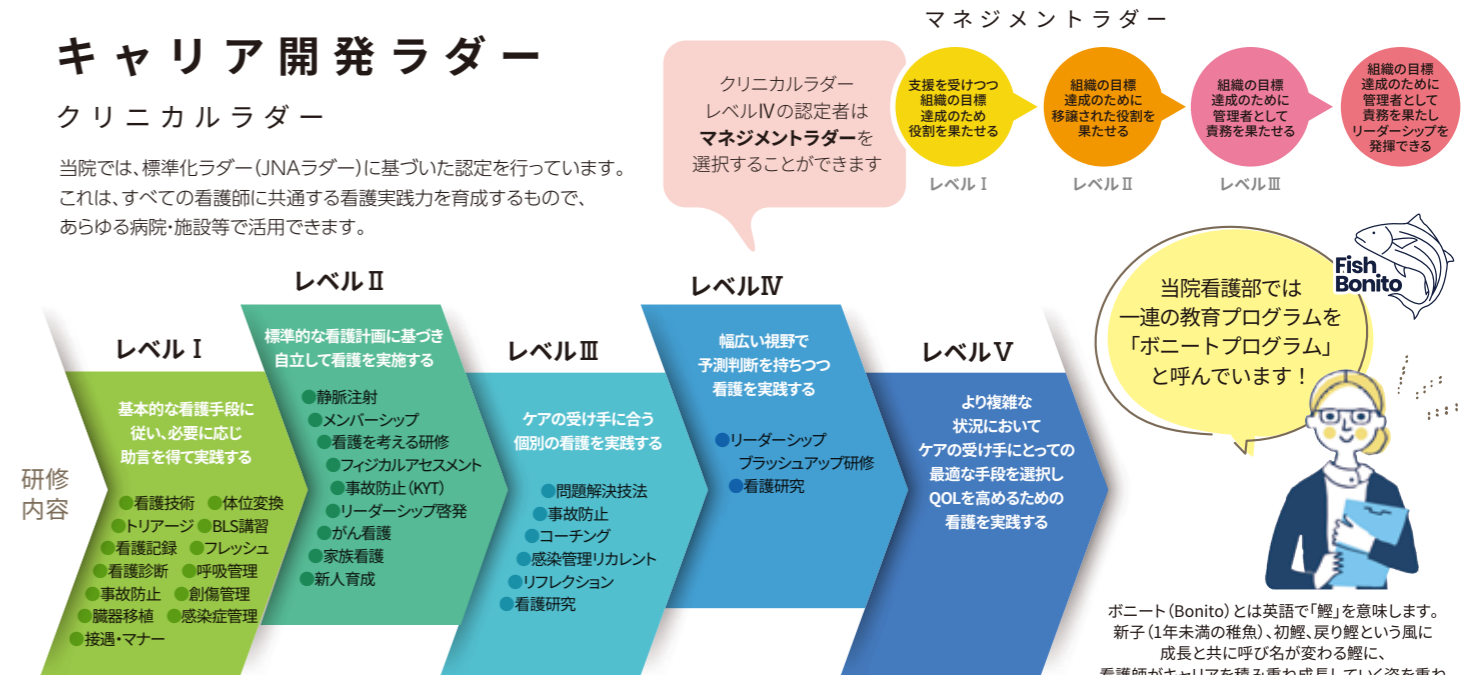 キャリア開発ラダー
クリニカルラダー
当院では、標準化ラダー(JNAラダー)に基づいた認定を行っています。
これは、すべての看護師に共通する看護実践力を育成するもので、
あらゆる病院・施設等で活用できます。
クリニカルラダー
レベルⅣの認定者は
マネジメントラダーを
選択することができます
マネジメントラダー
支援を受けつつ
組織の目標
達成のため
役割を果たせる
レベルⅠ
組織の目標
達成のために
移譲された役割を
果たせる
レベルⅡ
組織の目標
達成のために
管理者として
責務を果たせる
レベルⅢ
組織の目標
達成のために
管理者として
責務を果たし
リーダーシップを
発揮できる
研修
内容
レベルⅠ
基本的な看護手段に
従い、必要に応じ
助言を得て実践する
●看護技術 ●体位変換
●トリアージ ●BLS講習
●看護記録 ●フレッシュ
●看護診断 ●呼吸管理
●事故防止 ●創傷管理
●臓器移植 ●感染症管理
●接遇・マナー
レベルⅡ
標準的な看護計画に基づき
自立して看護を実施する
●静脈注射
●メンバーシップ
●看護を考える研修
●フィジカルアセスメント
●事故防止(KYT)
●リーダーシップ啓発
●がん看護
●家族看護
●新人育成
レベルⅢ
ケアの受け手に合う
個別の看護を実践する
●問題解決技法
●事故防止
●コーチング
●感染管理リカレント
●リフレクション
●看護研究
レベルⅣ
幅広い視野で
予測判断を持ちつつ
看護を実践する
●リーダーシップ
ブラッシュアップ研修
●看護研究
レベルⅤ
より複雑な
状況において
ケアの受け手にとっての
最適な手段を選択し
QOLを高めるための
看護を実践する
Fish
Bonito
当院看護部では
一連の教育プログラムを
「ボニートプログラム」
と呼んでいます!
ボニート(Bonito)とは英語で「鰹」を意味します。
新子(1年未満の稚魚)、初鰹、戻り鰹という風に
成長と共に呼び名が変わる鰹に、
看護師がキャリアを積み重ね成長していく姿を重ね